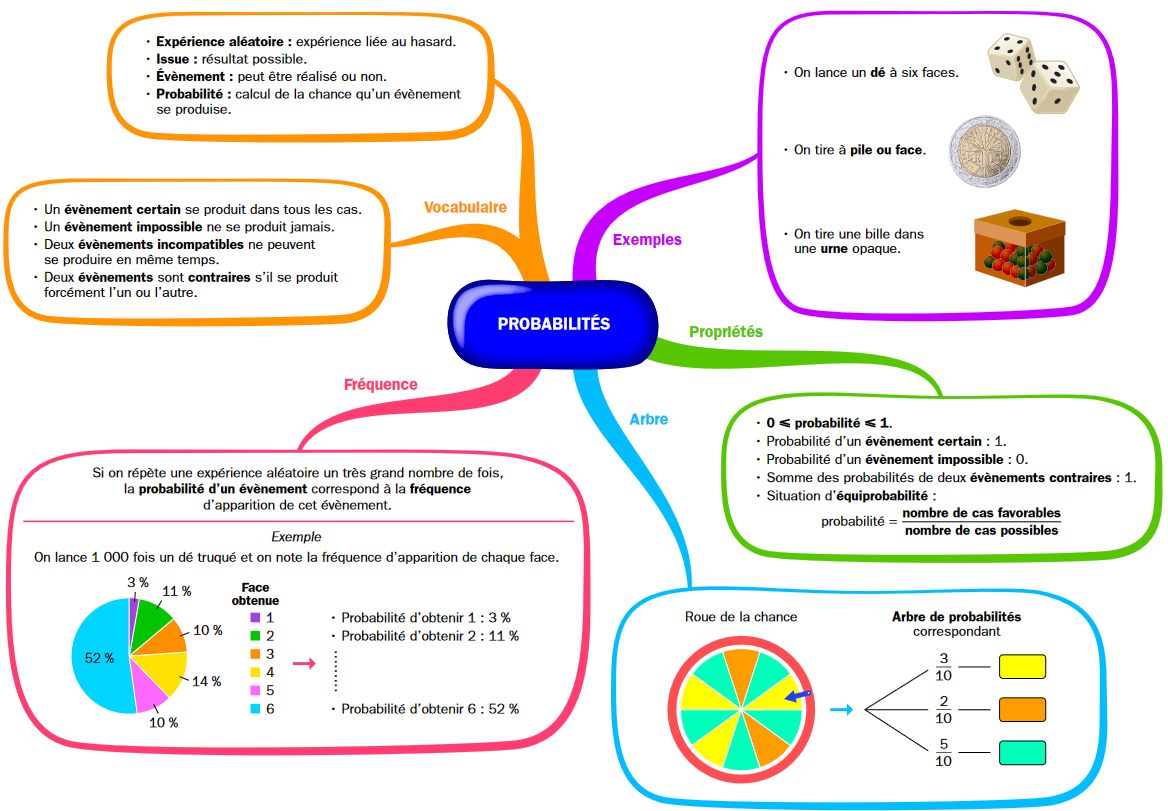 • Expérience aléatoire : expérience liée au hasard.
• Issue : résultat possible.
• Évènement : peut être réalisé ou non.
• Probabilité : calcul de la chance qu’un évènement
se produise.
Vocabulaire
• Un évènement certain se produit dans tous les cas.
• Un évènement impossible ne se produit jamais.
• Deux évènements incompatibles ne peuvent
se produire en même temps.
• Deux évènements sont contraires s’il se produit
forcément l’un ou l’autre.
Exemples
• On lance un dé à six faces.
• On tire à pile ou face.
• On tire une bille dans
une urne opaque.
PROBABILITÉS
Propriétés
• 0 ⩽ probabilité ⩽ 1.
• Probabilité d’un évènement certain : 1.
• Probabilité d’un évènement impossible : 0.
• Somme des probabilités de deux évènements contraires : 1.
• Situation d’équiprobabilité :
probabilité = nombre de cas favorables
nombre de cas possibles
Fréquence
Si on répète une expérience aléatoire un très grand nombre de fois,
la probabilité d’un évènement correspond à la fréquence
d’apparition de cet évènement.
Exemple
On lance 1 000 fois un dé truqué et on note la fréquence d’apparition de chaque face.
3 %
11 %
10 %
14 %
10 %
52 %
Face
obtenue
1
2
3
4
5
6
• Probabilité d’obtenir 1 : 3 %
• Probabilité d’obtenir 2 : 11 %
• Probabilité d’obtenir 6 : 52 %
Arbre
Roue de la chance
Arbre de probabilités
correspondant
3
10
2
10
5
10